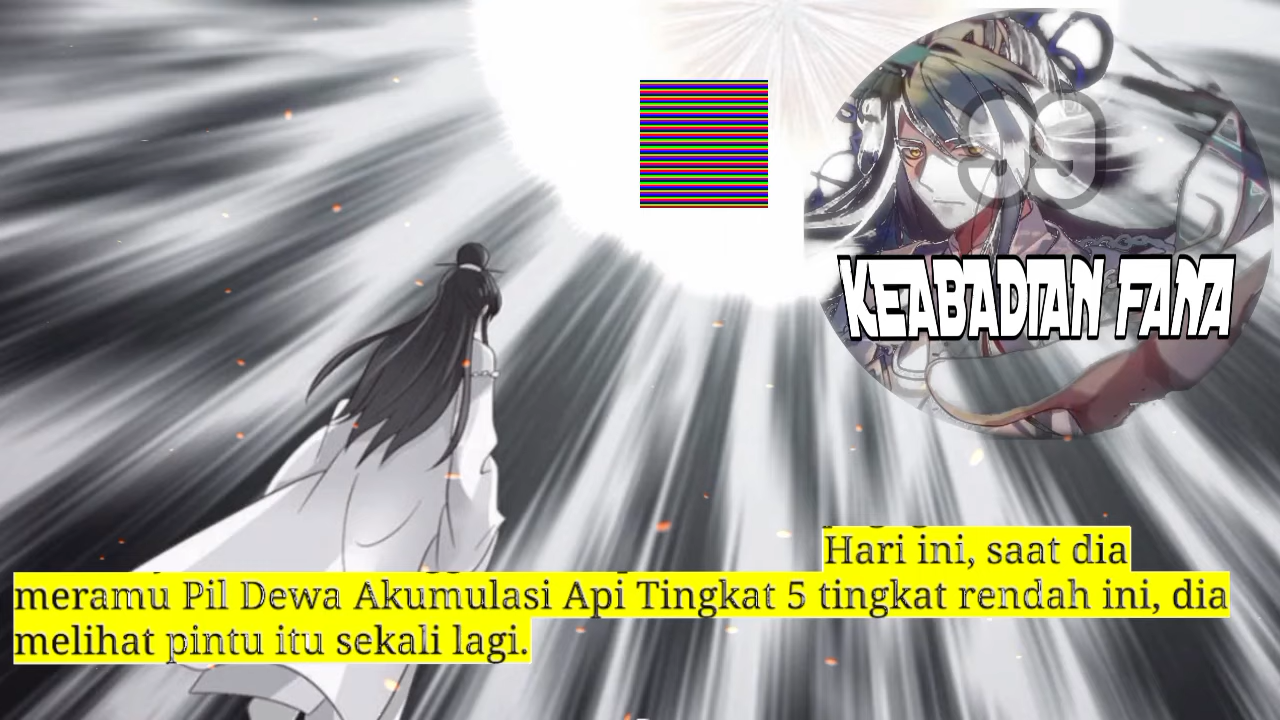 KEABADIAN FANA
Hari ini, saat dia
meramu Pil Dewa Akumulasi Api Tingkat 5 tingkat rendah ini, dia
melihat pintu itu sekali lagi.